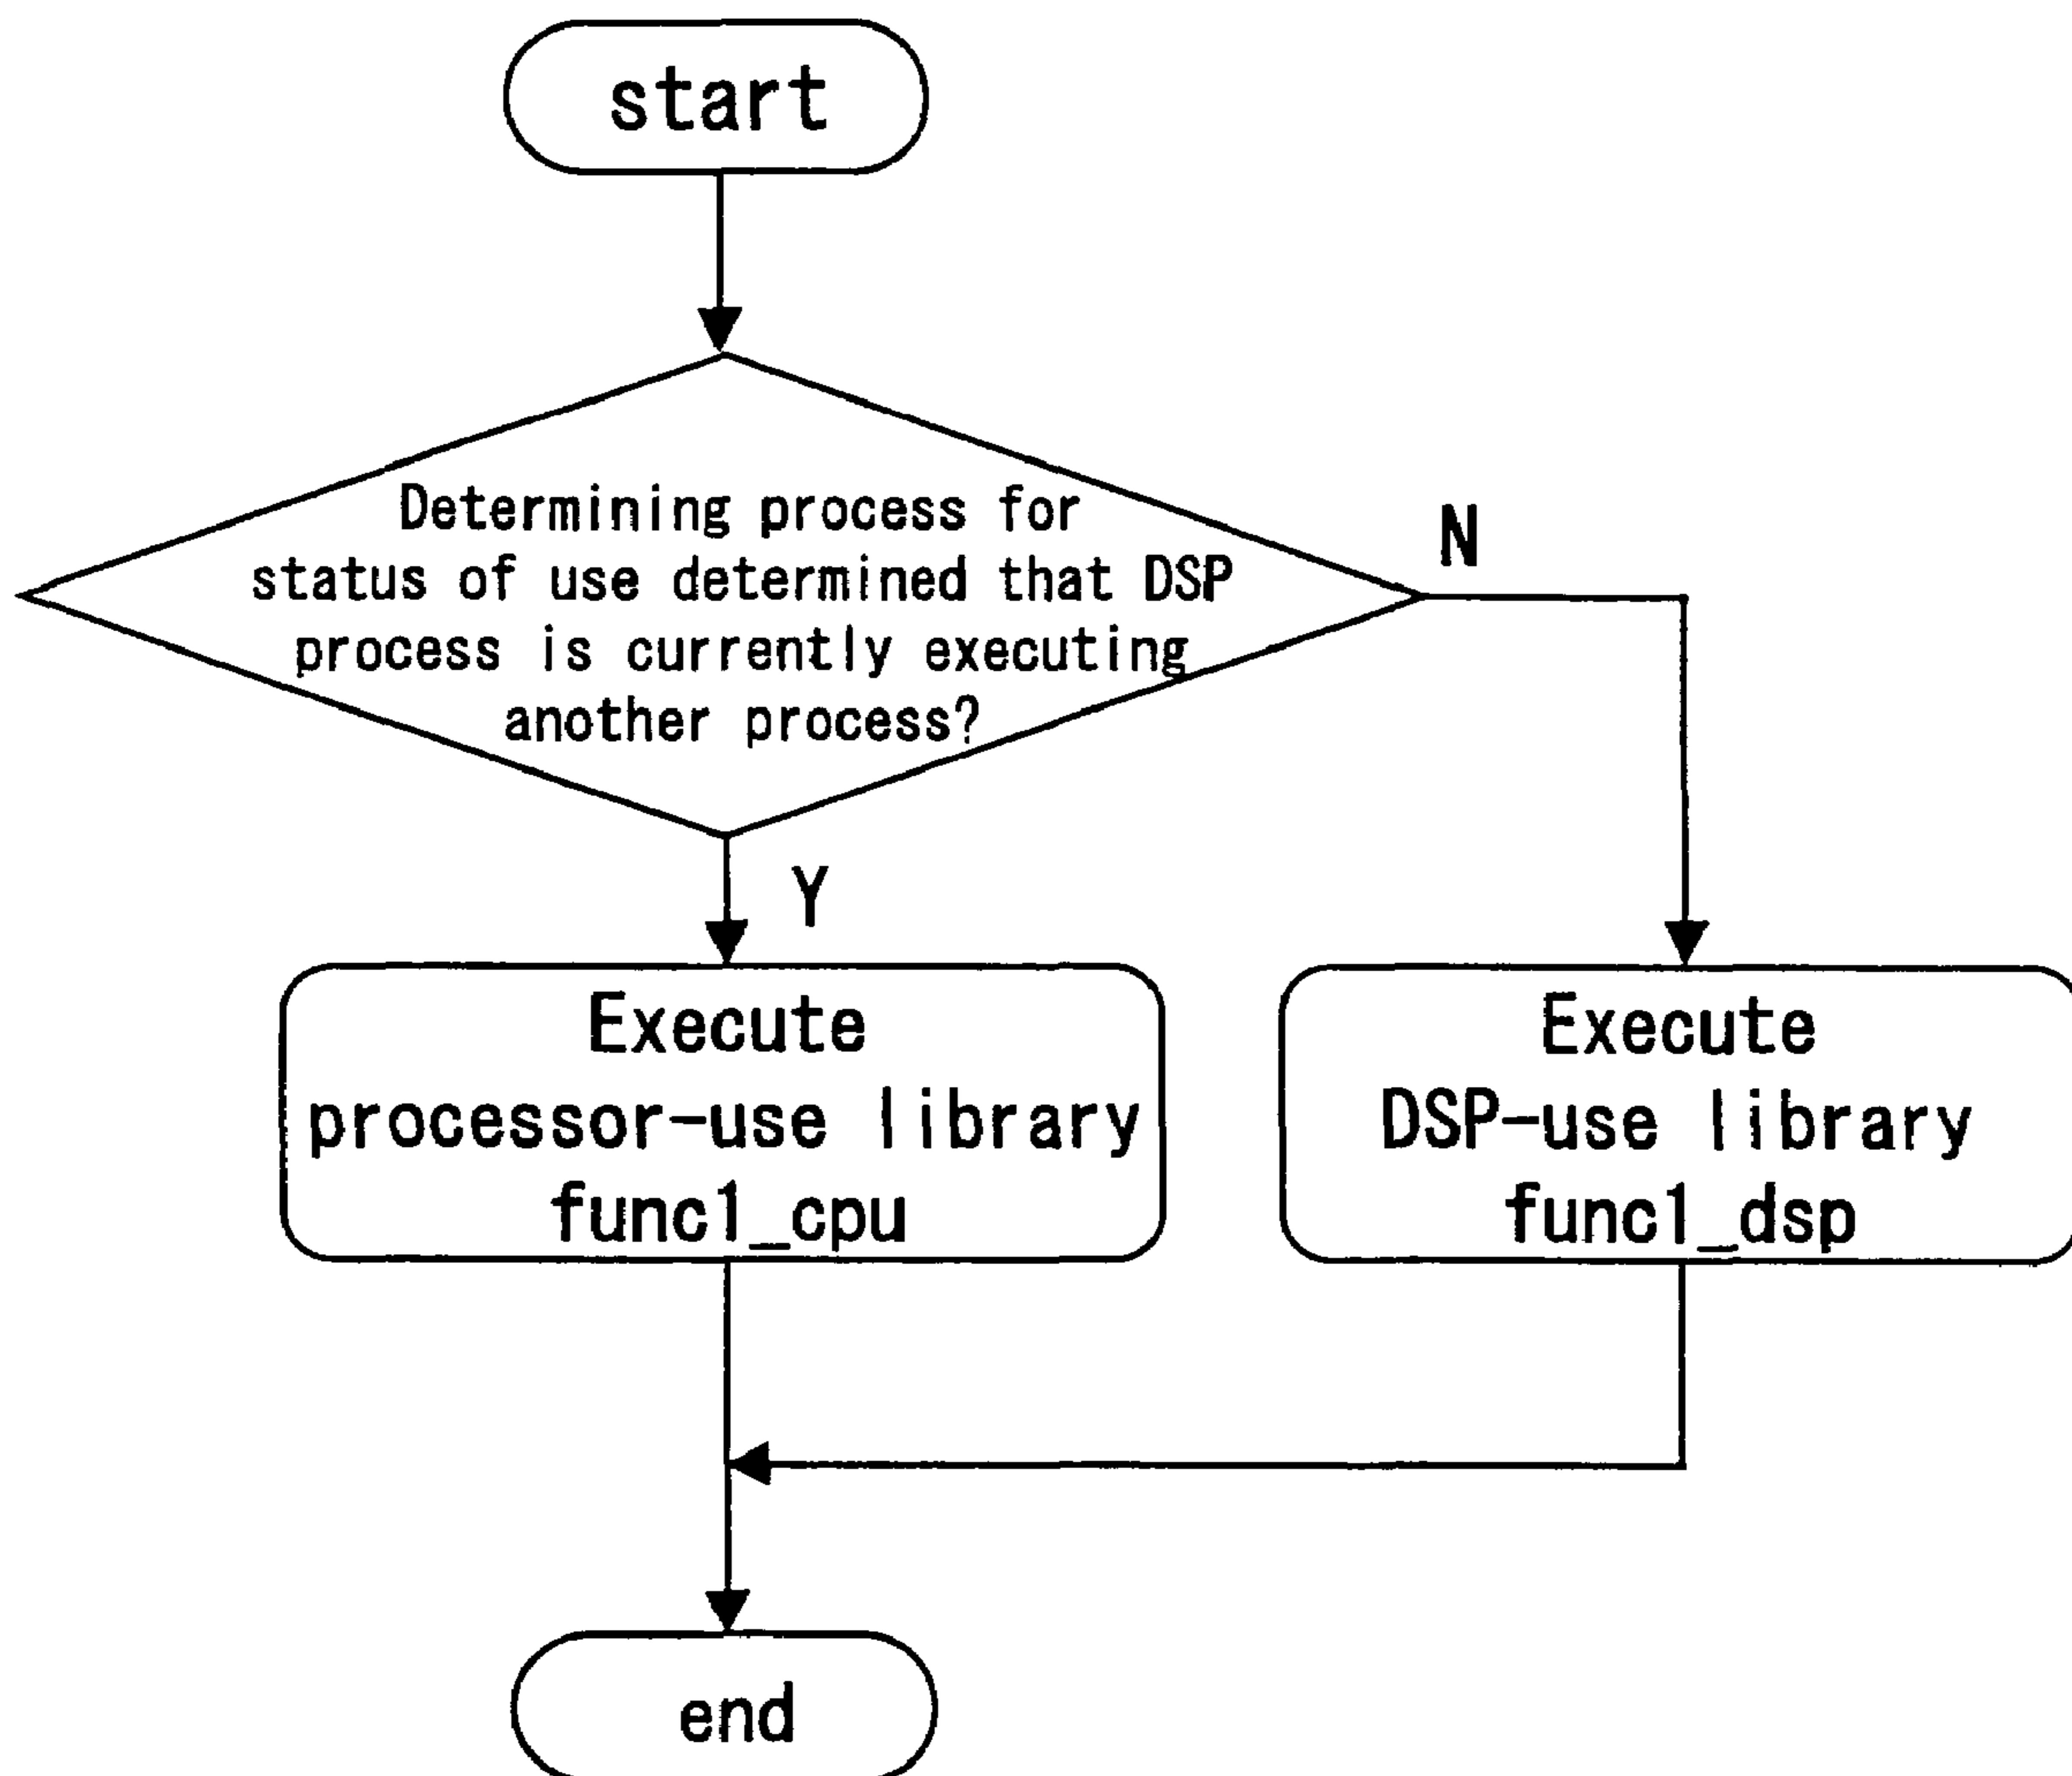 start
Determining process for
status of use determined that DSP
process is currently executing
another process?
N
Y
Execute
processor-use library
func1_cpu
Execute
DSP-use library
func1_dsp
end